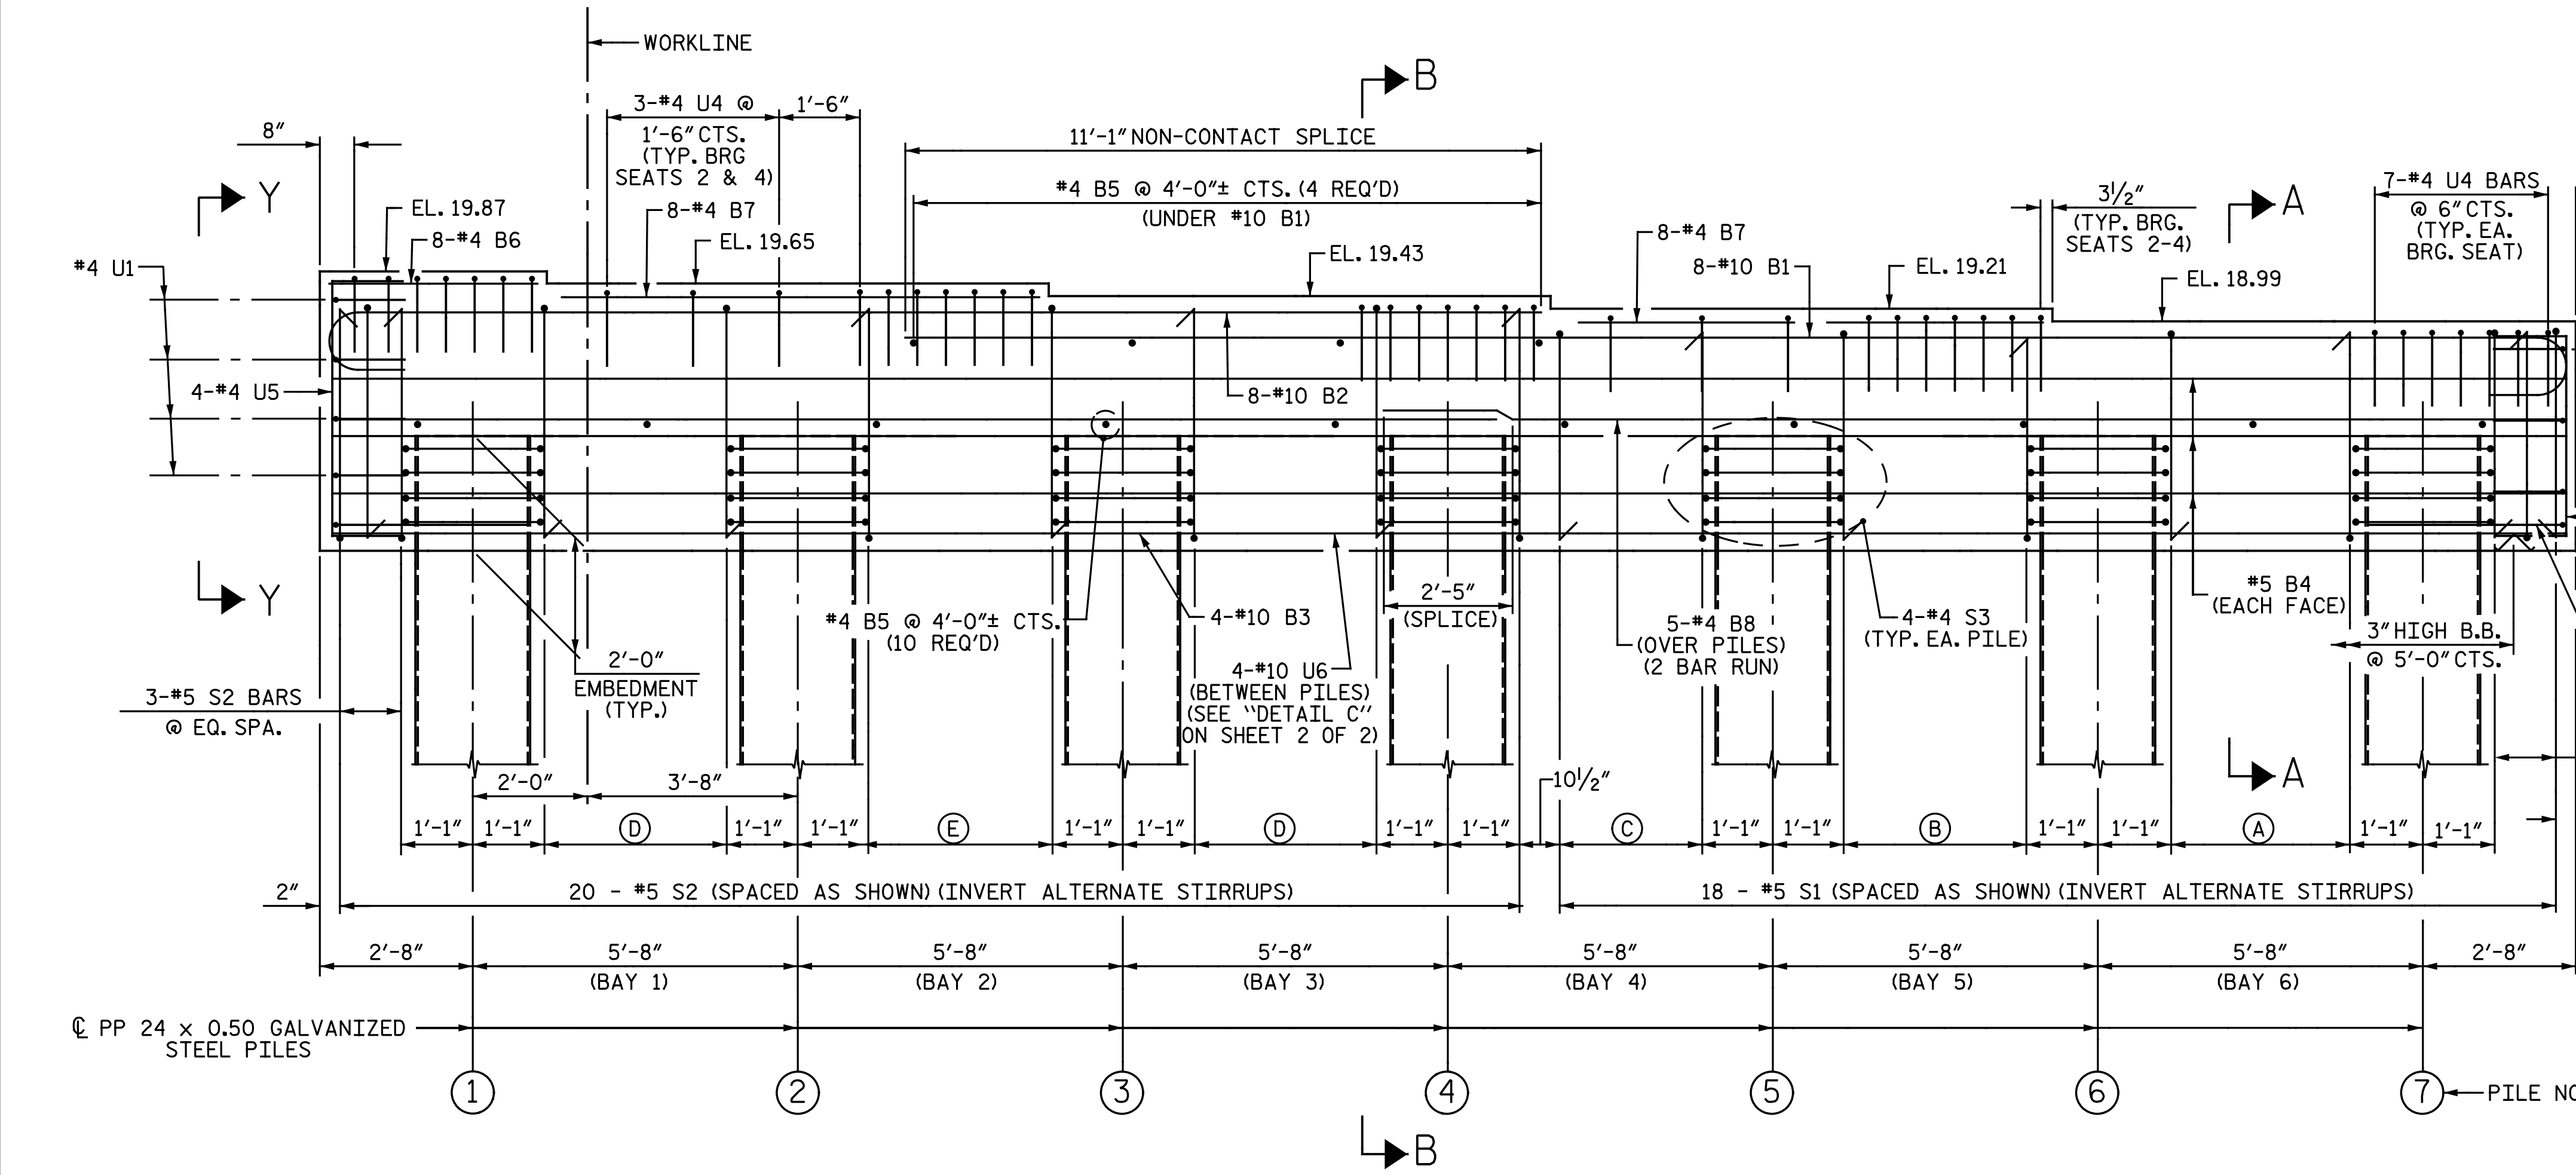 WORKLINE
B
3-#4 U4 @
1'-6" CTS.
(TYP. BRG
SEATS 2 & 4)
1'-6"
8"
11'-1" NON-CONTACT SPLICE
#4 B5 @ 4'-0"± CTS. (4 REQ'D)
(UNDER #10 B1)
3½"
(TYP. BRG.
SEATS 2-4)
A
7-#4 U4 BARS
@ 6" CTS.
(TYP. EA.
BRG. SEAT)
Y
EL. 19.87
8-#4 B6
8-#4 B7
EL. 19.65
EL. 19.43
8-#4 B7
8-#10 B1
EL. 19.21
EL. 18.99
#4 U1
4-#4 U5
8-#10 B2
Y
#4 B5 @ 4'-0"± CTS.
(10 REQ'D)
4-#10 B3
2'-5"
(SPLICE)
5-#4 B8
(OVER PILES)
(2 BAR RUN)
4-#4 S3
(TYP. EA. PILE)
#5 B4
(EACH FACE)
3" HIGH B.B.
@ 5'-0" CTS.
2'-0"
EMBEDMENT
(TYP.)
4-#10 U6
(BETWEEN PILES)
(SEE "DETAIL C"
ON SHEET 2 OF 2)
3-#5 S2 BARS
@ EQ. SPA.
A
2'-0"
3'-8"
10½"
1'-1" 1'-1" D 1'-1" 1'-1" E 1'-1" 1'-1" D 1'-1" 1'-1" C 1'-1" 1'-1" B 1'-1" 1'-1" A 1'-1" 1'-1"
2"
20 - #5 S2 (SPACED AS SHOWN) (INVERT ALTERNATE STIRRUPS)
18 - #5 S1 (SPACED AS SHOWN) (INVERT ALTERNATE STIRRUPS)
2'-8" 5'-8" 5'-8" 5'-8" 5'-8" 5'-8" 5'-8" 2'-8"
(BAY 1) (BAY 2) (BAY 3) (BAY 4) (BAY 5) (BAY 6)
℄ PP 24 x 0.50 GALVANIZED
STEEL PILES
1 2 3 4 5 6 7
PILE NO
B